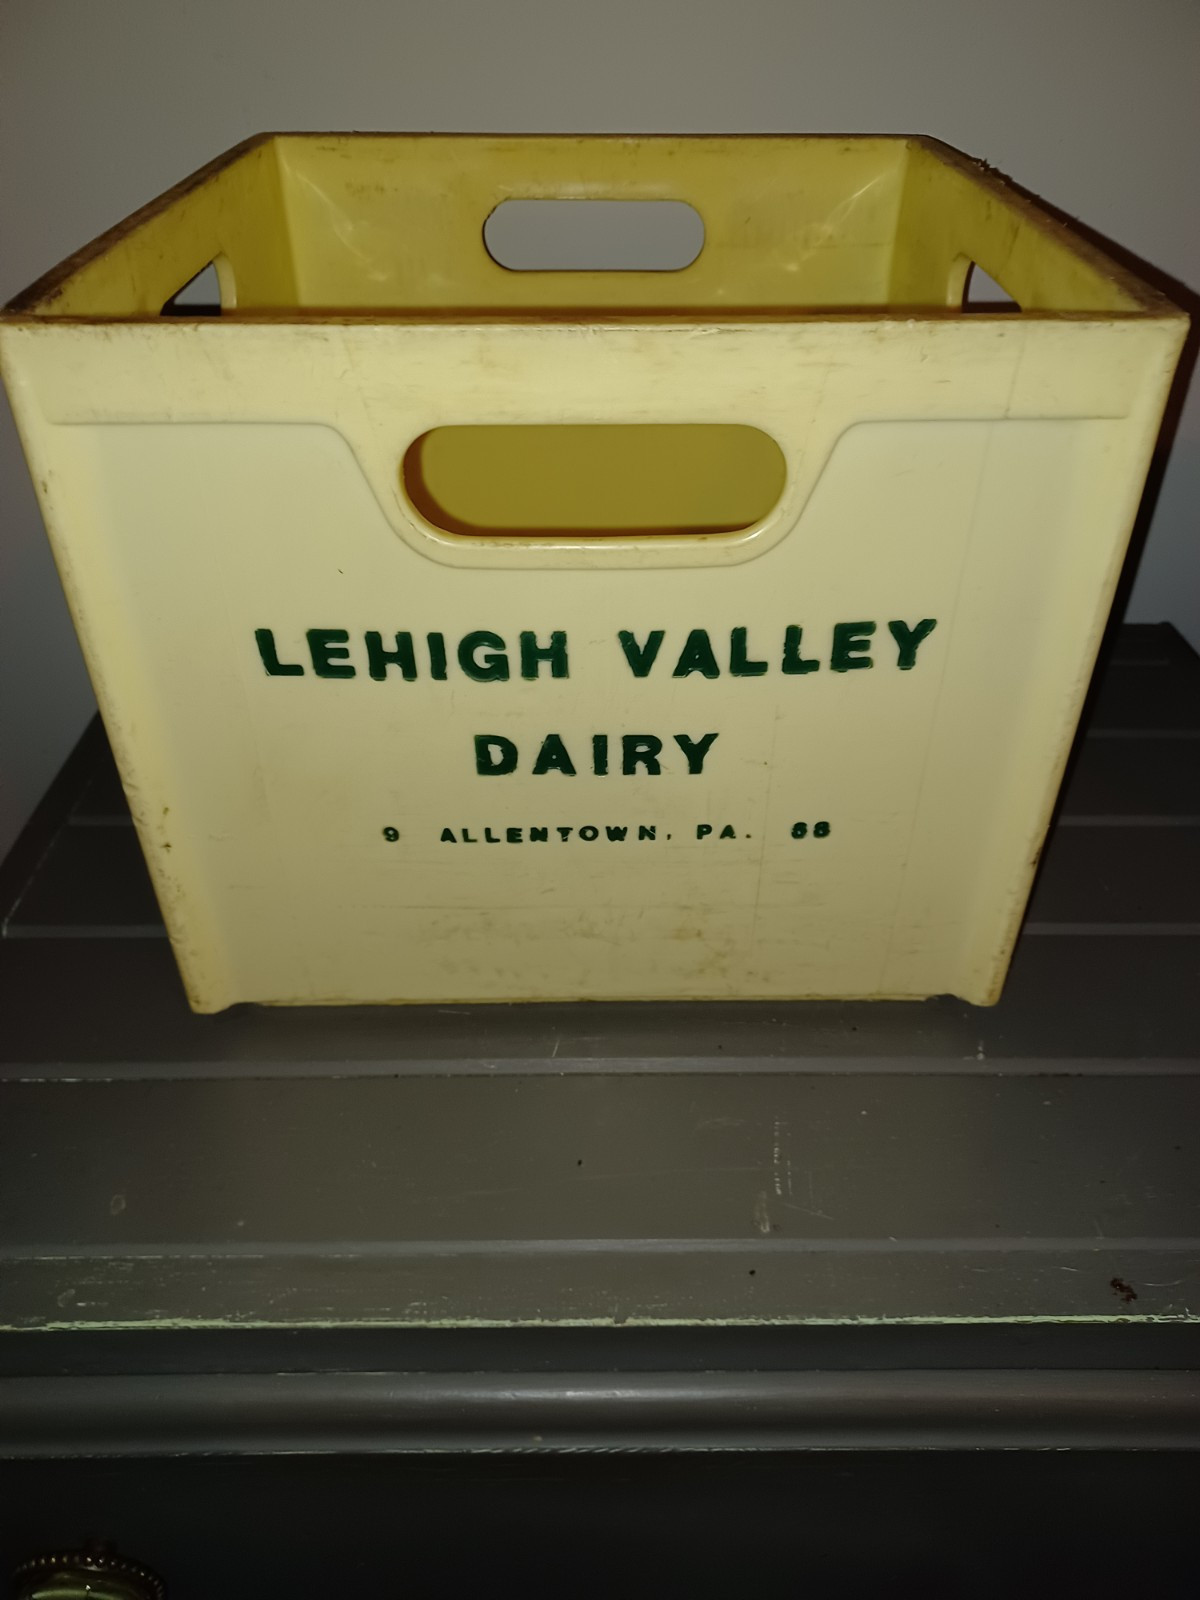 LEHIGH VALLEY
DAIRY
9 ALLENTOWN, PA. 68